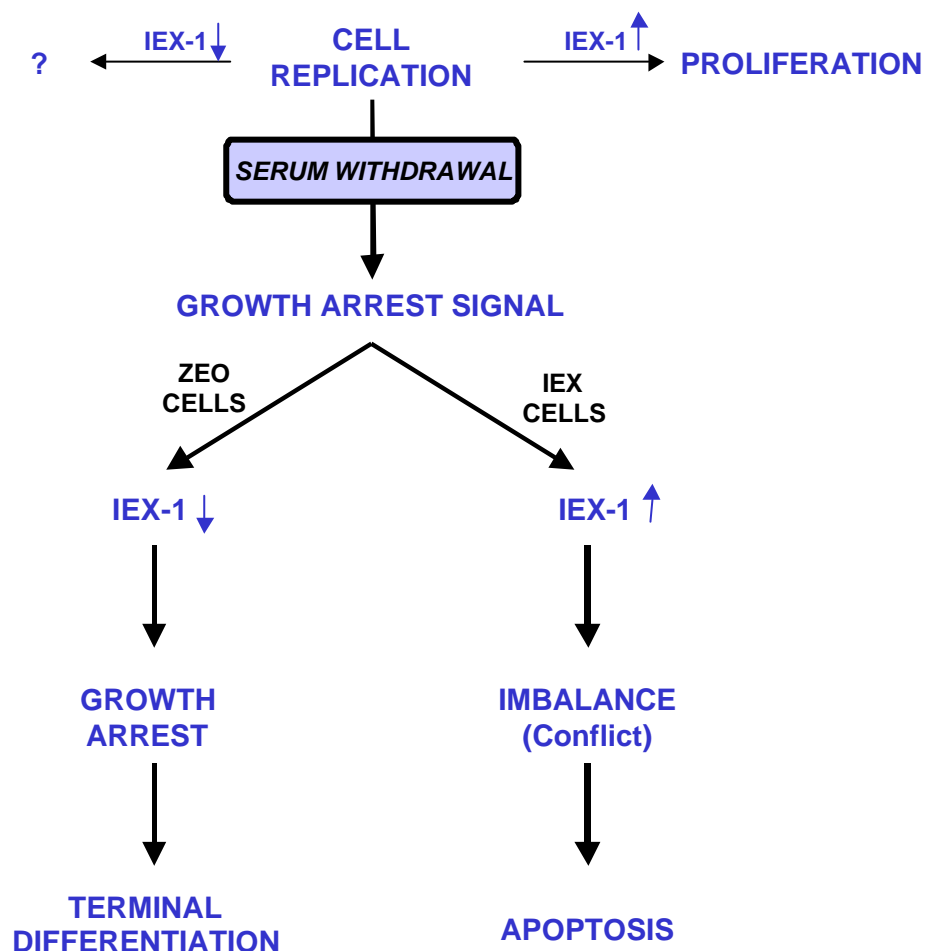 IEX-1
CELL
REPLICATION
IEX-1
?
PROLIFERATION
SERUM WITHDRAWAL
GROWTH ARREST SIGNAL
ZEO
CELLS
IEX
CELLS
IEX-1
IEX-1
GROWTH
ARREST
IMBALANCE
(Conflict)
TERMINAL
DIFFERENTIATION
APOPTOSIS